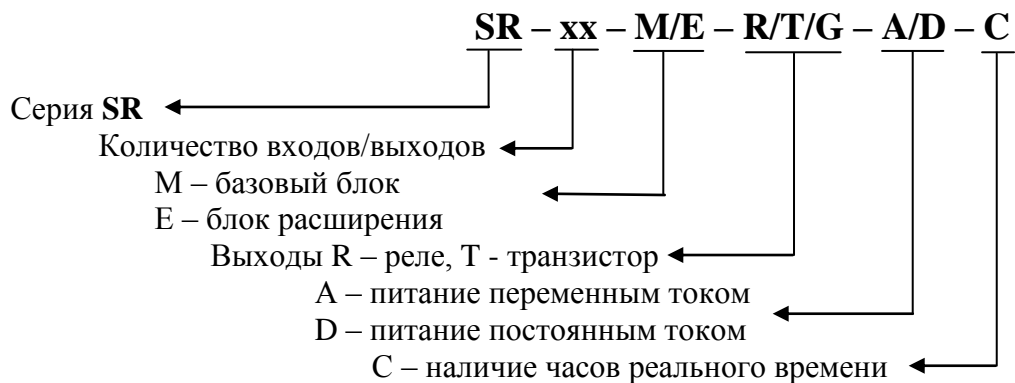 SR – xx – M/E – R/T/G – A/D – C
Серия SR
Количество входов/выходов
М – базовый блок
Е – блок расширения
Выходы R – реле, Т - транзистор
А – питание переменным током
D – питание постоянным током
С – наличие часов реального времени